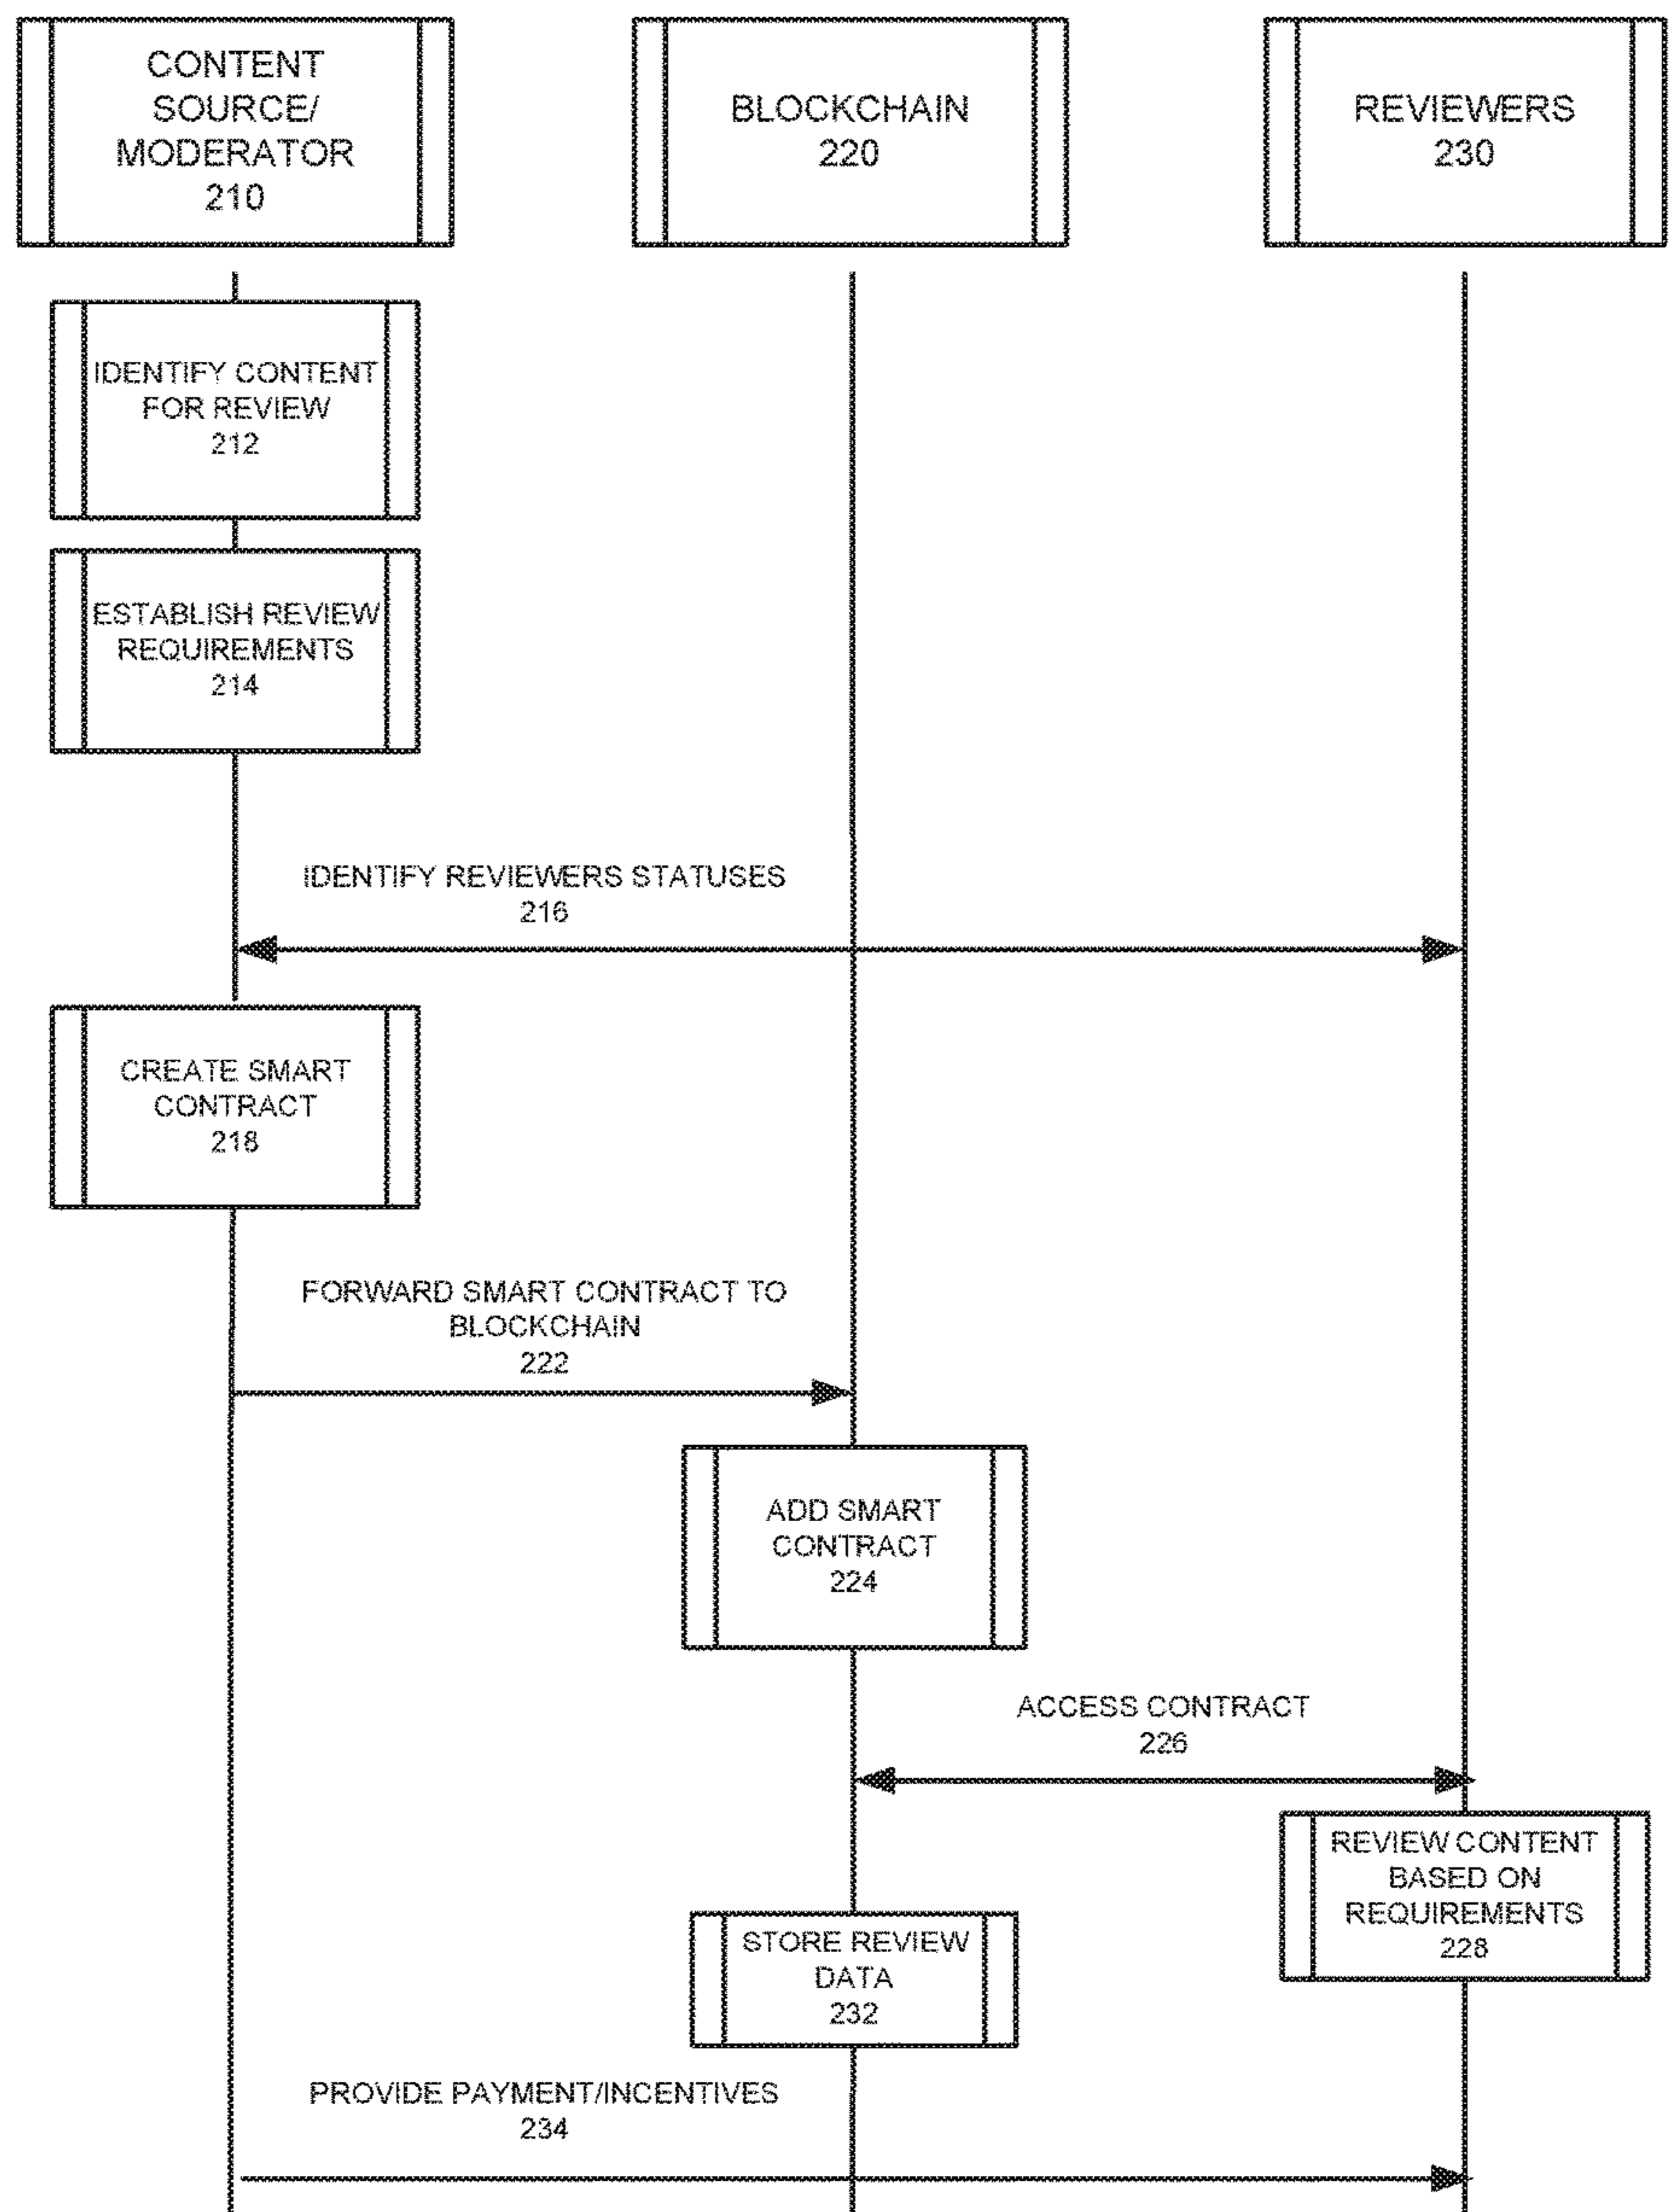 CONTENT
SOURCE/
MODERATOR
210
BLOCKCHAIN
220
REVIEWERS
230
IDENTIFY CONTENT
FOR REVIEW
212
ESTABLISH REVIEW
REQUIREMENTS
214
IDENTIFY REVIEWERS STATUSES
216
CREATE SMART
CONTRACT
218
FORWARD SMART CONTRACT TO
BLOCKCHAIN
222
ADD SMART
CONTRACT
224
ACCESS CONTRACT
226
REVIEW CONTENT
BASED ON
REQUIREMENTS
228
STORE REVIEW
DATA
232
PROVIDE PAYMENT/INCENTIVES
234